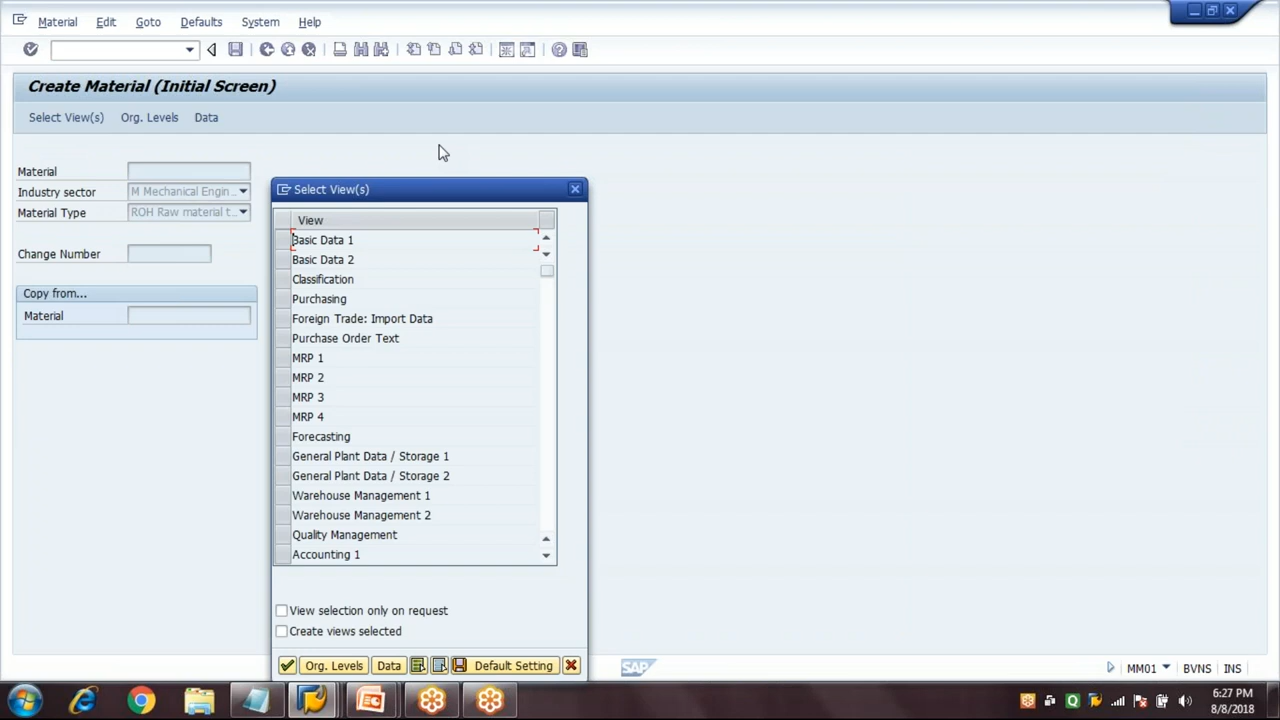 Material Edit Goto Defaults System Help
Create Material (Initial Screen)
Select View(s) Org. Levels Data
Material
Industry sector M Mechanical Engin...
Material Type ROH Raw material t...
Change Number
Copy from...
Material
Select View(s)
View
Basic Data 1
Basic Data 2
Classification
Purchasing
Foreign Trade: Import Data
Purchase Order Text
MRP 1
MRP 2
MRP 3
MRP 4
Forecasting
General Plant Data / Storage 1
General Plant Data / Storage 2
Warehouse Management 1
Warehouse Management 2
Quality Management
Accounting 1
View selection only on request
Create views selected
Org. Levels Data Default Setting
SAP MM01 BVNS INS
6:27 PM
8/8/2018